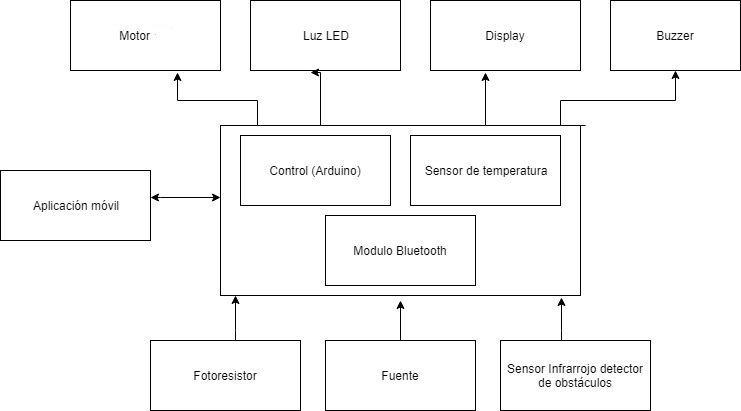 Motor
Luz LED
Display
Buzzer
Control (Arduino)
Sensor de temperatura
Aplicación móvil
Modulo Bluetooth
Fotoresistor
Fuente
Sensor Infrarrojo detector
de obstáculos